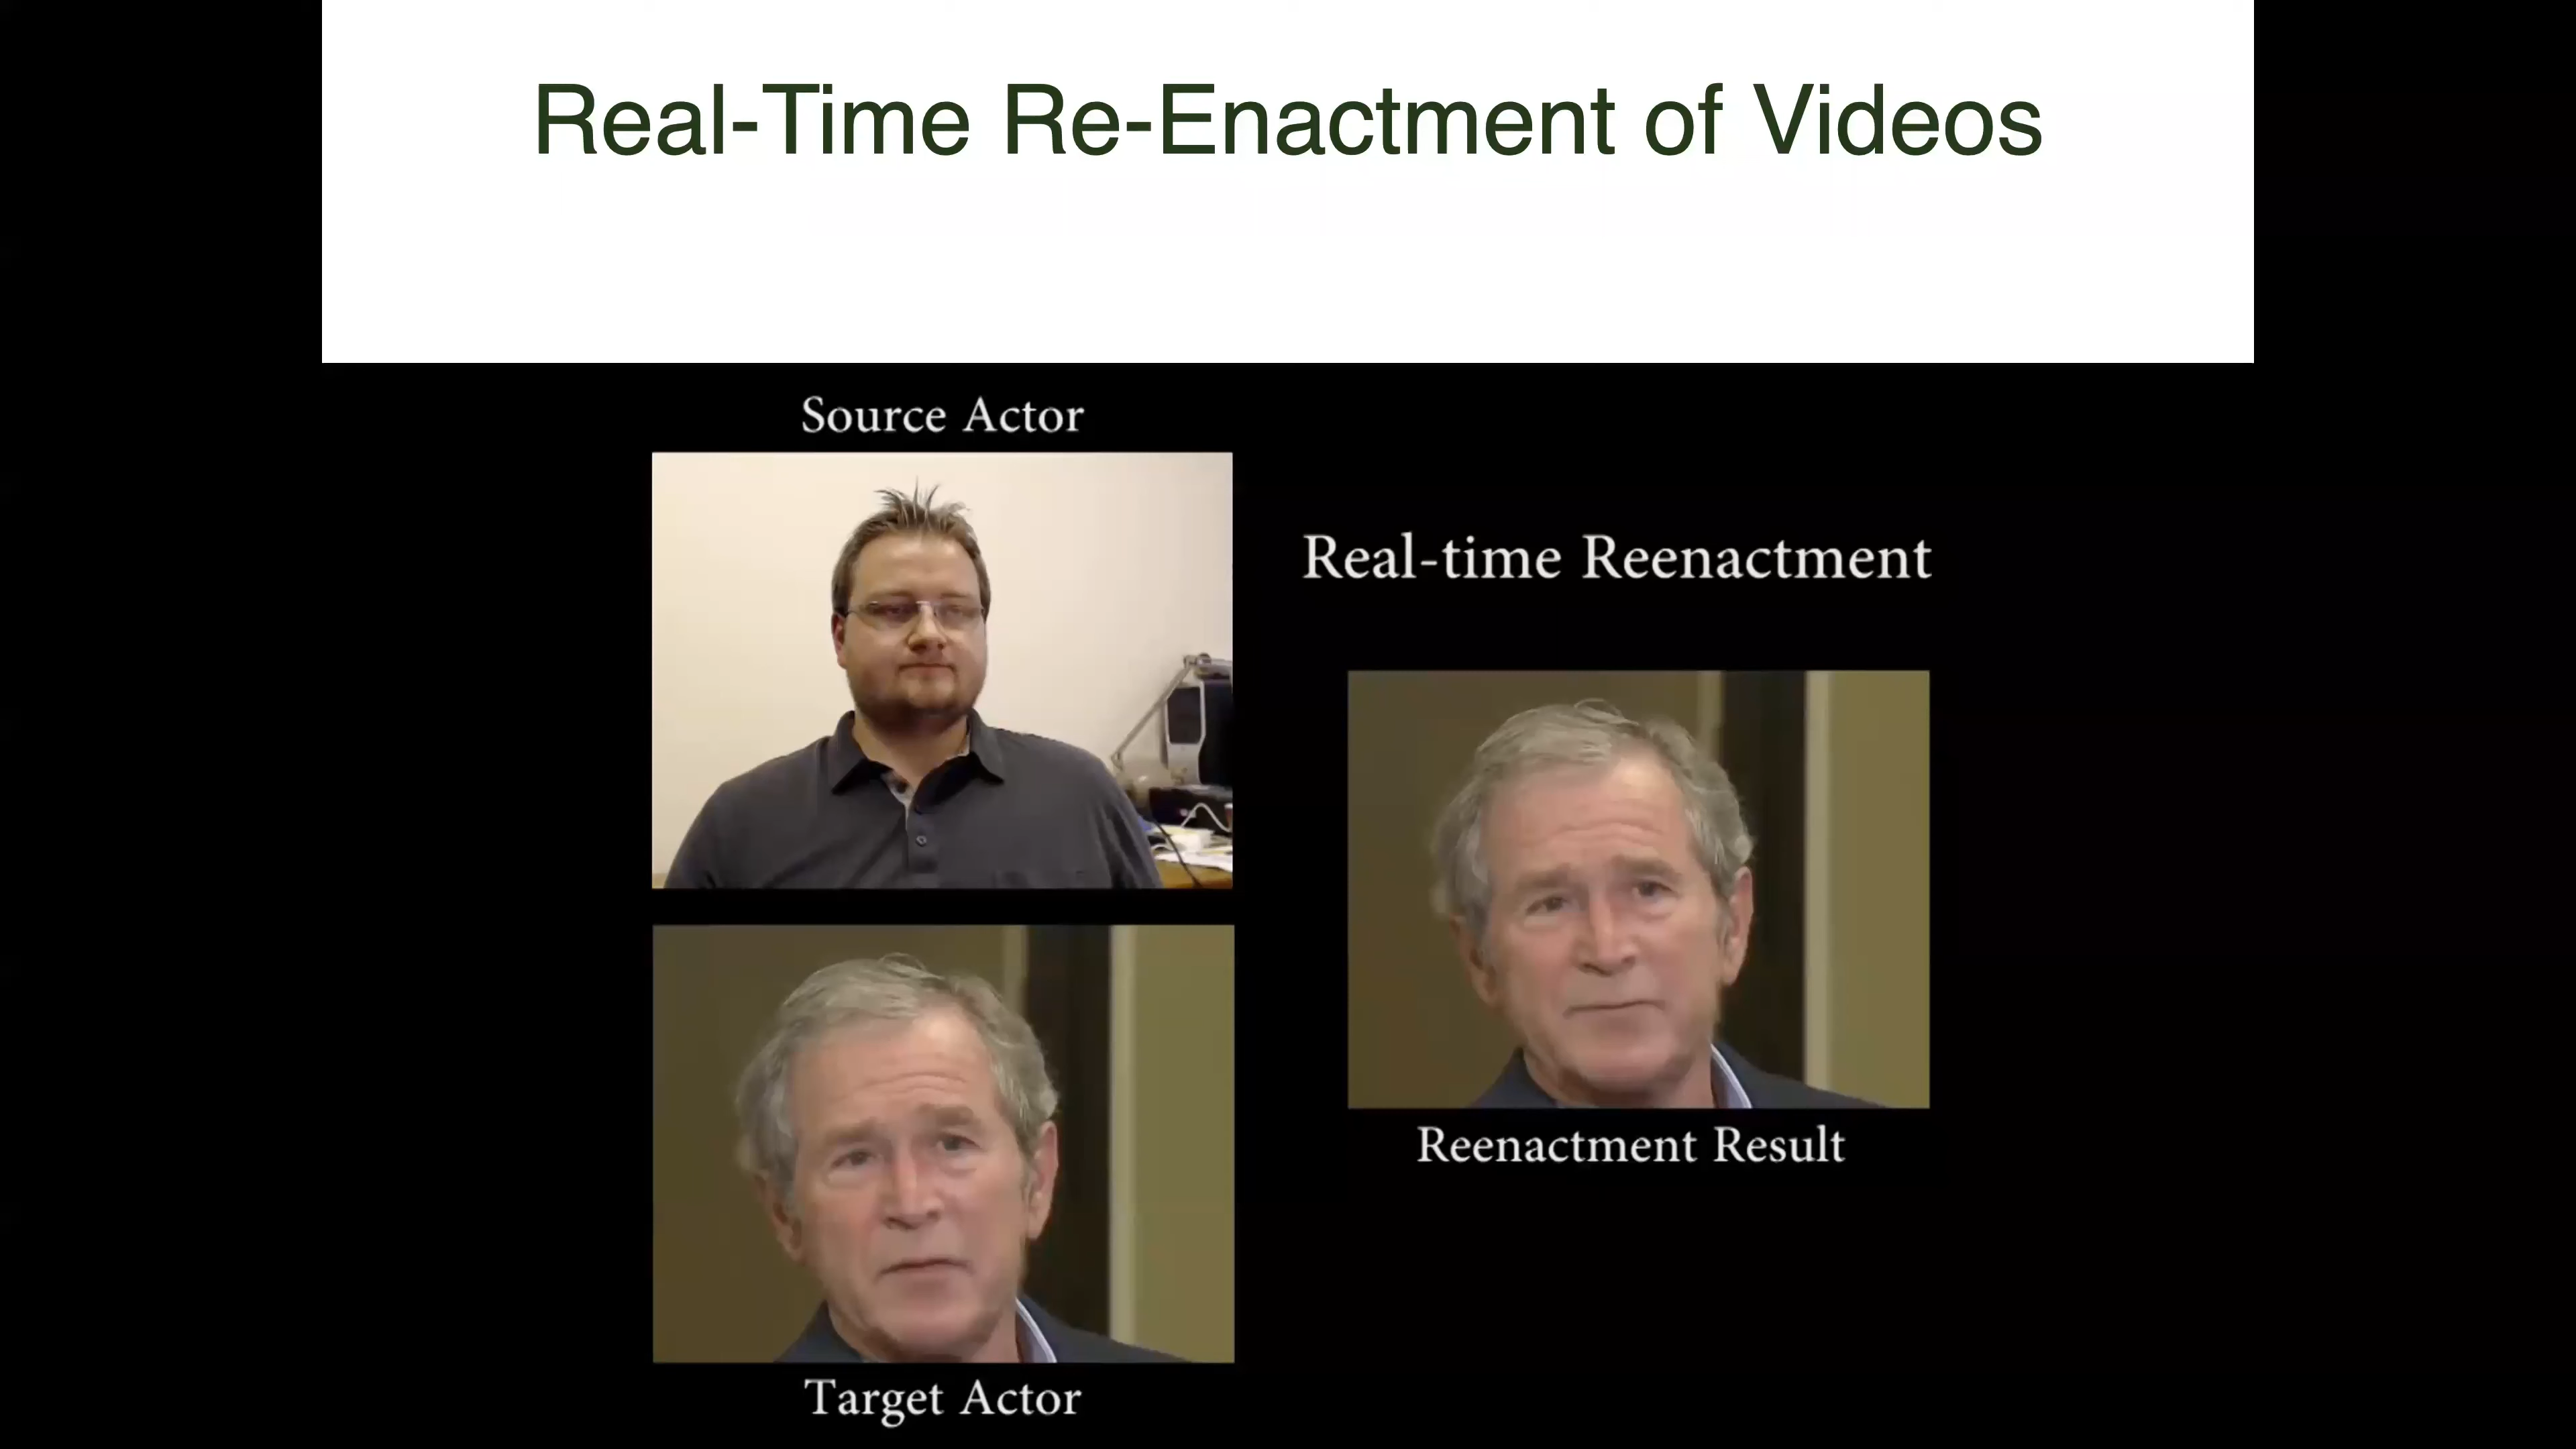 Real-Time Re-Enactment of Videos
Source Actor
Real-time Reenactment
Reenactment Result
Target Actor